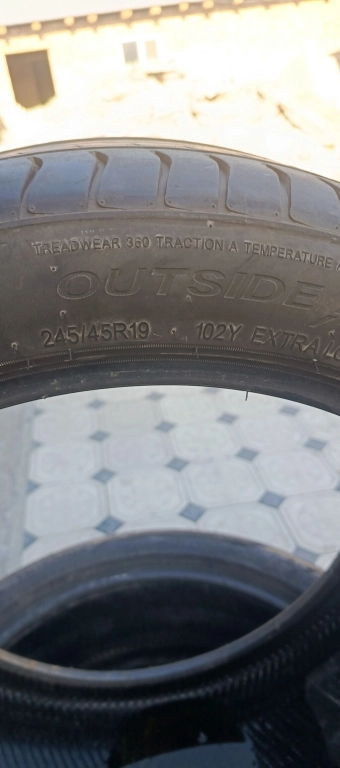 TREADWEAR 360 TRACTION A TEMPERATURE
OUTSIDE
245/45R19 102Y EXTRA